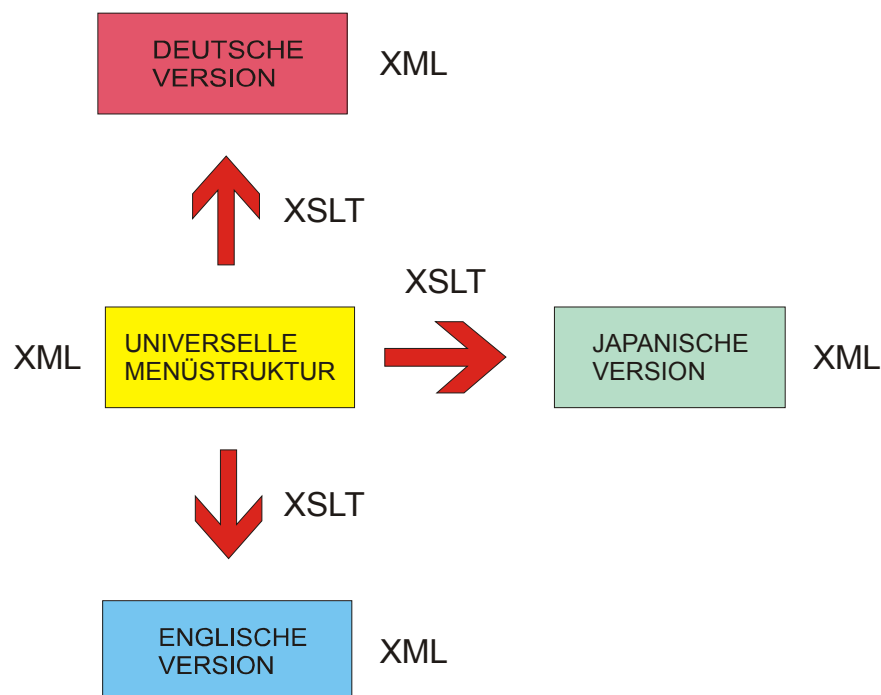 DEUTSCHE
VERSION
XML
XSLT
XSLT
XML
UNIVERSELLE
MENÜSTRUKTUR
JAPANISCHE
VERSION
XML
XSLT
ENGLISCHE
VERSION
XML